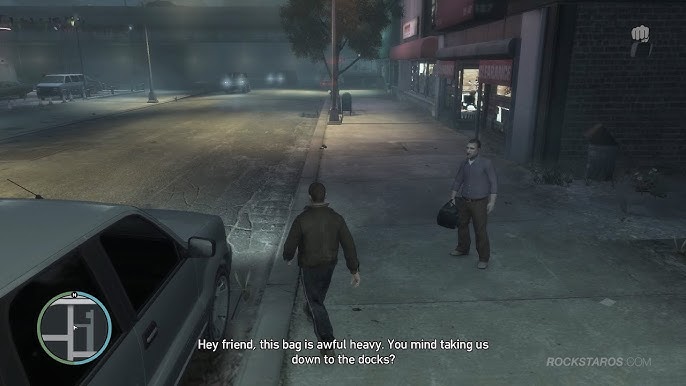 Hey friend, this bag is awful heavy. You mind taking us
down to the docks?
ROCKSTAROS.COM